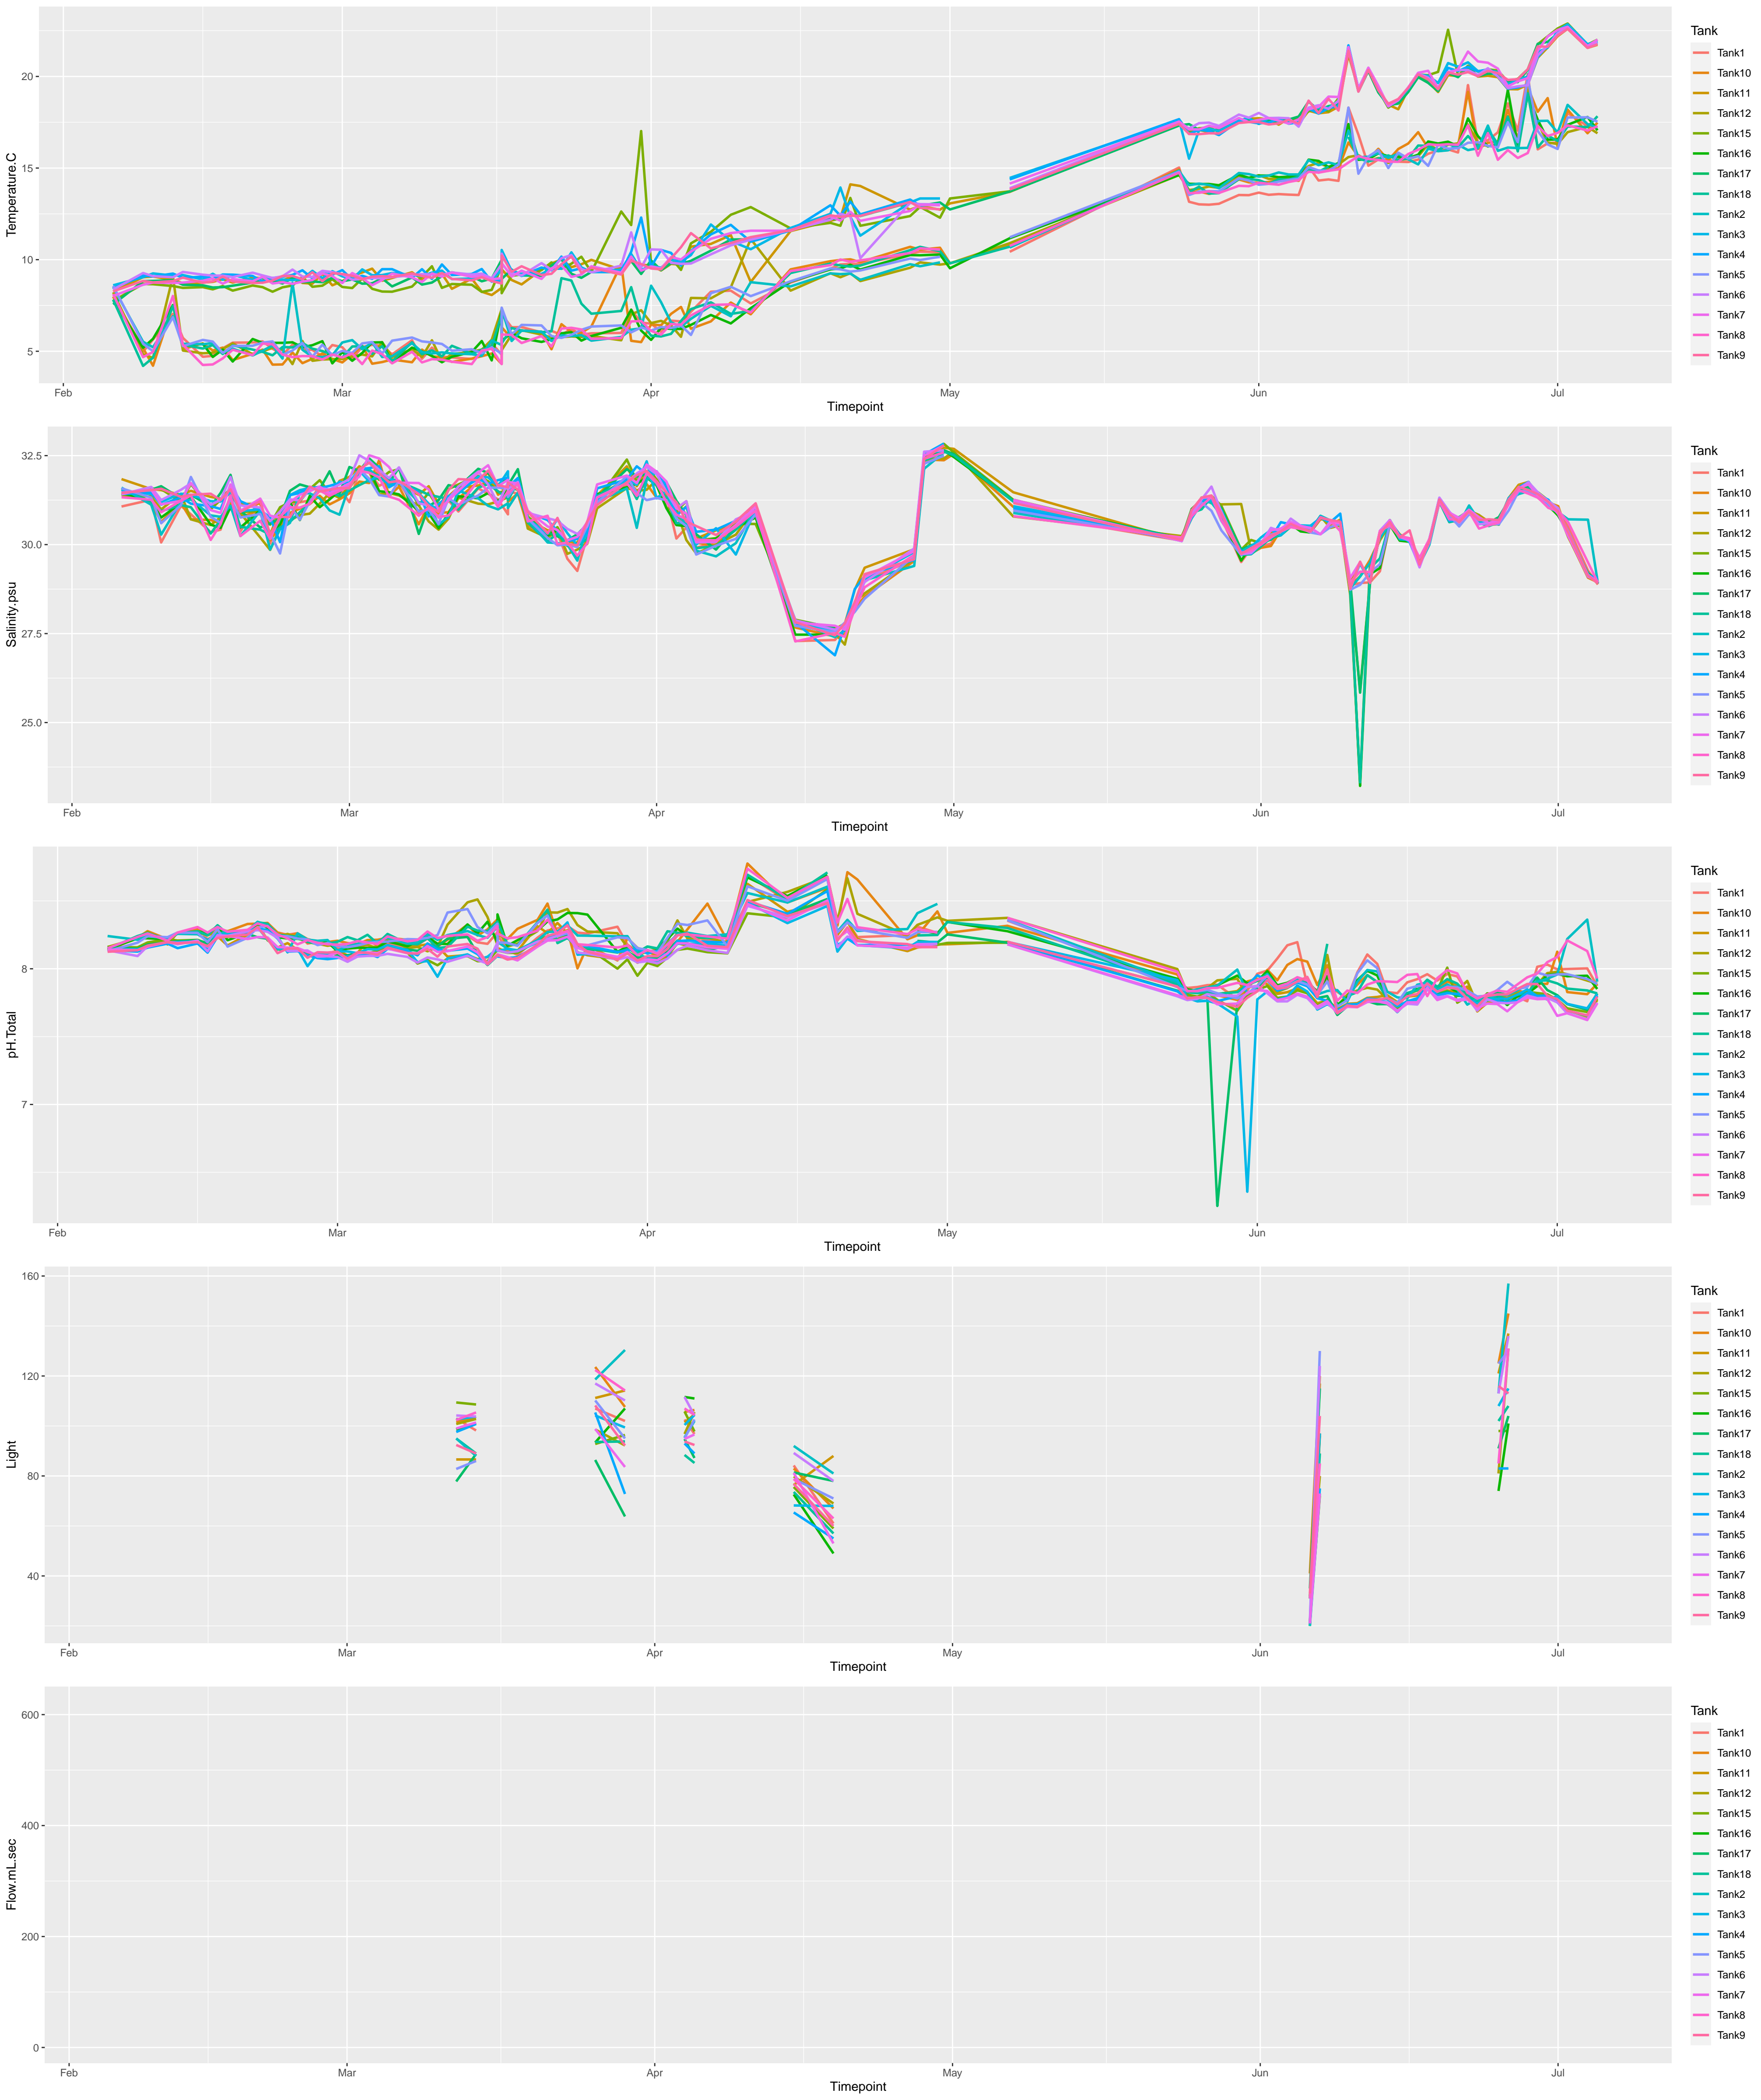 Temperature.C
20
15
10
5
Feb Mar Apr May Jun Jul
Timepoint
Tank
Tank1
Tank10
Tank11
Tank12
Tank15
Tank16
Tank17
Tank18
Tank2
Tank3
Tank4
Tank5
Tank6
Tank7
Tank8
Tank9
Salinity.psu
32.5
30.0
27.5
25.0
Feb Mar Apr May Jun Jul
Timepoint
Tank
Tank1
Tank10
Tank11
Tank12
Tank15
Tank16
Tank17
Tank18
Tank2
Tank3
Tank4
Tank5
Tank6
Tank7
Tank8
Tank9
pH.Total
8
7
Feb Mar Apr May Jun Jul
Timepoint
Tank
Tank1
Tank10
Tank11
Tank12
Tank15
Tank16
Tank17
Tank18
Tank2
Tank3
Tank4
Tank5
Tank6
Tank7
Tank8
Tank9
Light
160
120
80
40
Feb Mar Apr May Jun Jul
Timepoint
Tank
Tank1
Tank10
Tank11
Tank12
Tank15
Tank16
Tank17
Tank18
Tank2
Tank3
Tank4
Tank5
Tank6
Tank7
Tank8
Tank9
Flow.mL.sec
600
400
200
0
Feb Mar Apr May Jun Jul
Timepoint
Tank
Tank1
Tank10
Tank11
Tank12
Tank15
Tank16
Tank17
Tank18
Tank2
Tank3
Tank4
Tank5
Tank6
Tank7
Tank8
Tank9